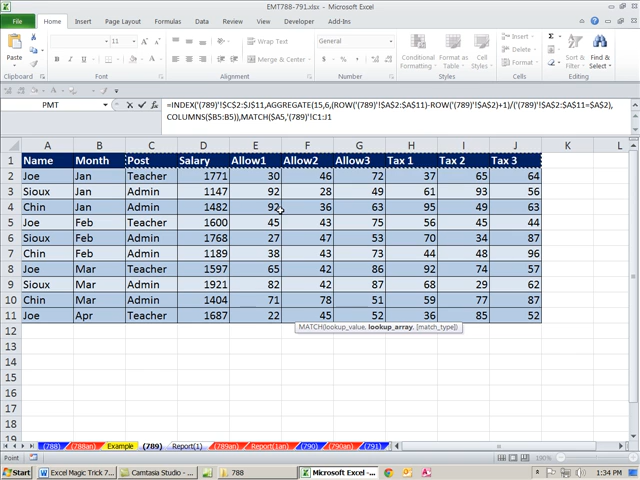 EMT788-791.xlsx - Microsoft Excel
File Home Insert Page Layout Formulas Data Review View Developer Add-Ins
Paste
Clipboard Font Alignment Number Styles Cells Editing
11
Wrap Text
Merge & Center
Conditional Formatting
Format as Table
Cell Styles
Insert
Delete
Format
Sort & Filter
Find & Select
PMT
=INDEX('(789)'!$C$2:$J$11,AGGREGATE(15,6,(ROW('(789)'!$A$2:$A$11)-ROW('(789)'!$A$2)+1)/('(789)'!$A$2:$A$11=$A$2),
COLUMNS($B5:B5)),MATCH($A5,'(789)'!C1:J1
A B C D E F G H I J K L
1 Name Month Post Salary Allow1 Allow2 Allow3 Tax 1 Tax 2 Tax 3
2 Joe Jan Teacher 1771 30 46 72 37 65 64
3 Sioux Jan Admin 1147 92 28 49 61 93 56
4 Chin Jan Admin 1482 92 36 63 95 49 63
5 Joe Feb Teacher 1600 45 43 75 56 45 44
6 Sioux Feb Admin 1768 27 47 53 70 34 87
7 Chin Feb Admin 1189 38 43 73 44 48 96
8 Joe Mar Teacher 1597 65 42 86 92 74 57
9 Sioux Mar Admin 1921 82 42 87 68 29 62
10 Chin Mar Admin 1404 71 78 51 59 77 87
11 Joe Apr Teacher 1687 22 45 52 36 85 52
MATCH(lookup_value, lookup_array, [match_type])
12
13
14
15
16
17
18
19
(788) (788an) Example (789) Report(1) (789an) Report(1an) (790) (790an) (791)
Point 100%
Start Excel Magic Trick 7... Camtasia Studio - ... 788 Microsoft Excel - ... 1:34 PM